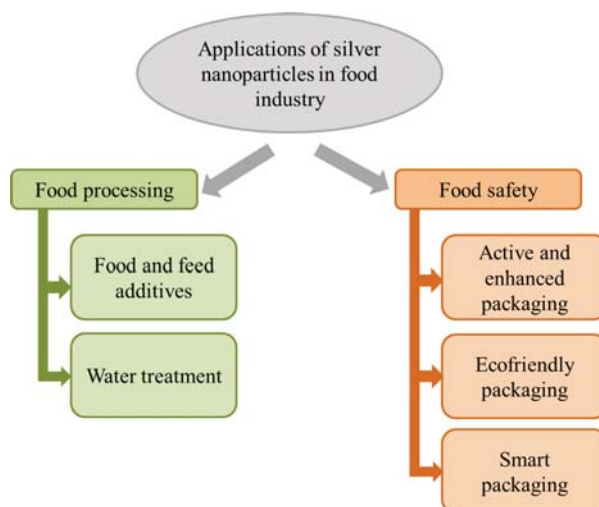 Applications of silver
nanoparticles in food
industry
Food processing
Food and feed
additives
Water treatment
Food safety
Active and
enhanced
packaging
Ecofriendly
packaging
Smart
packaging